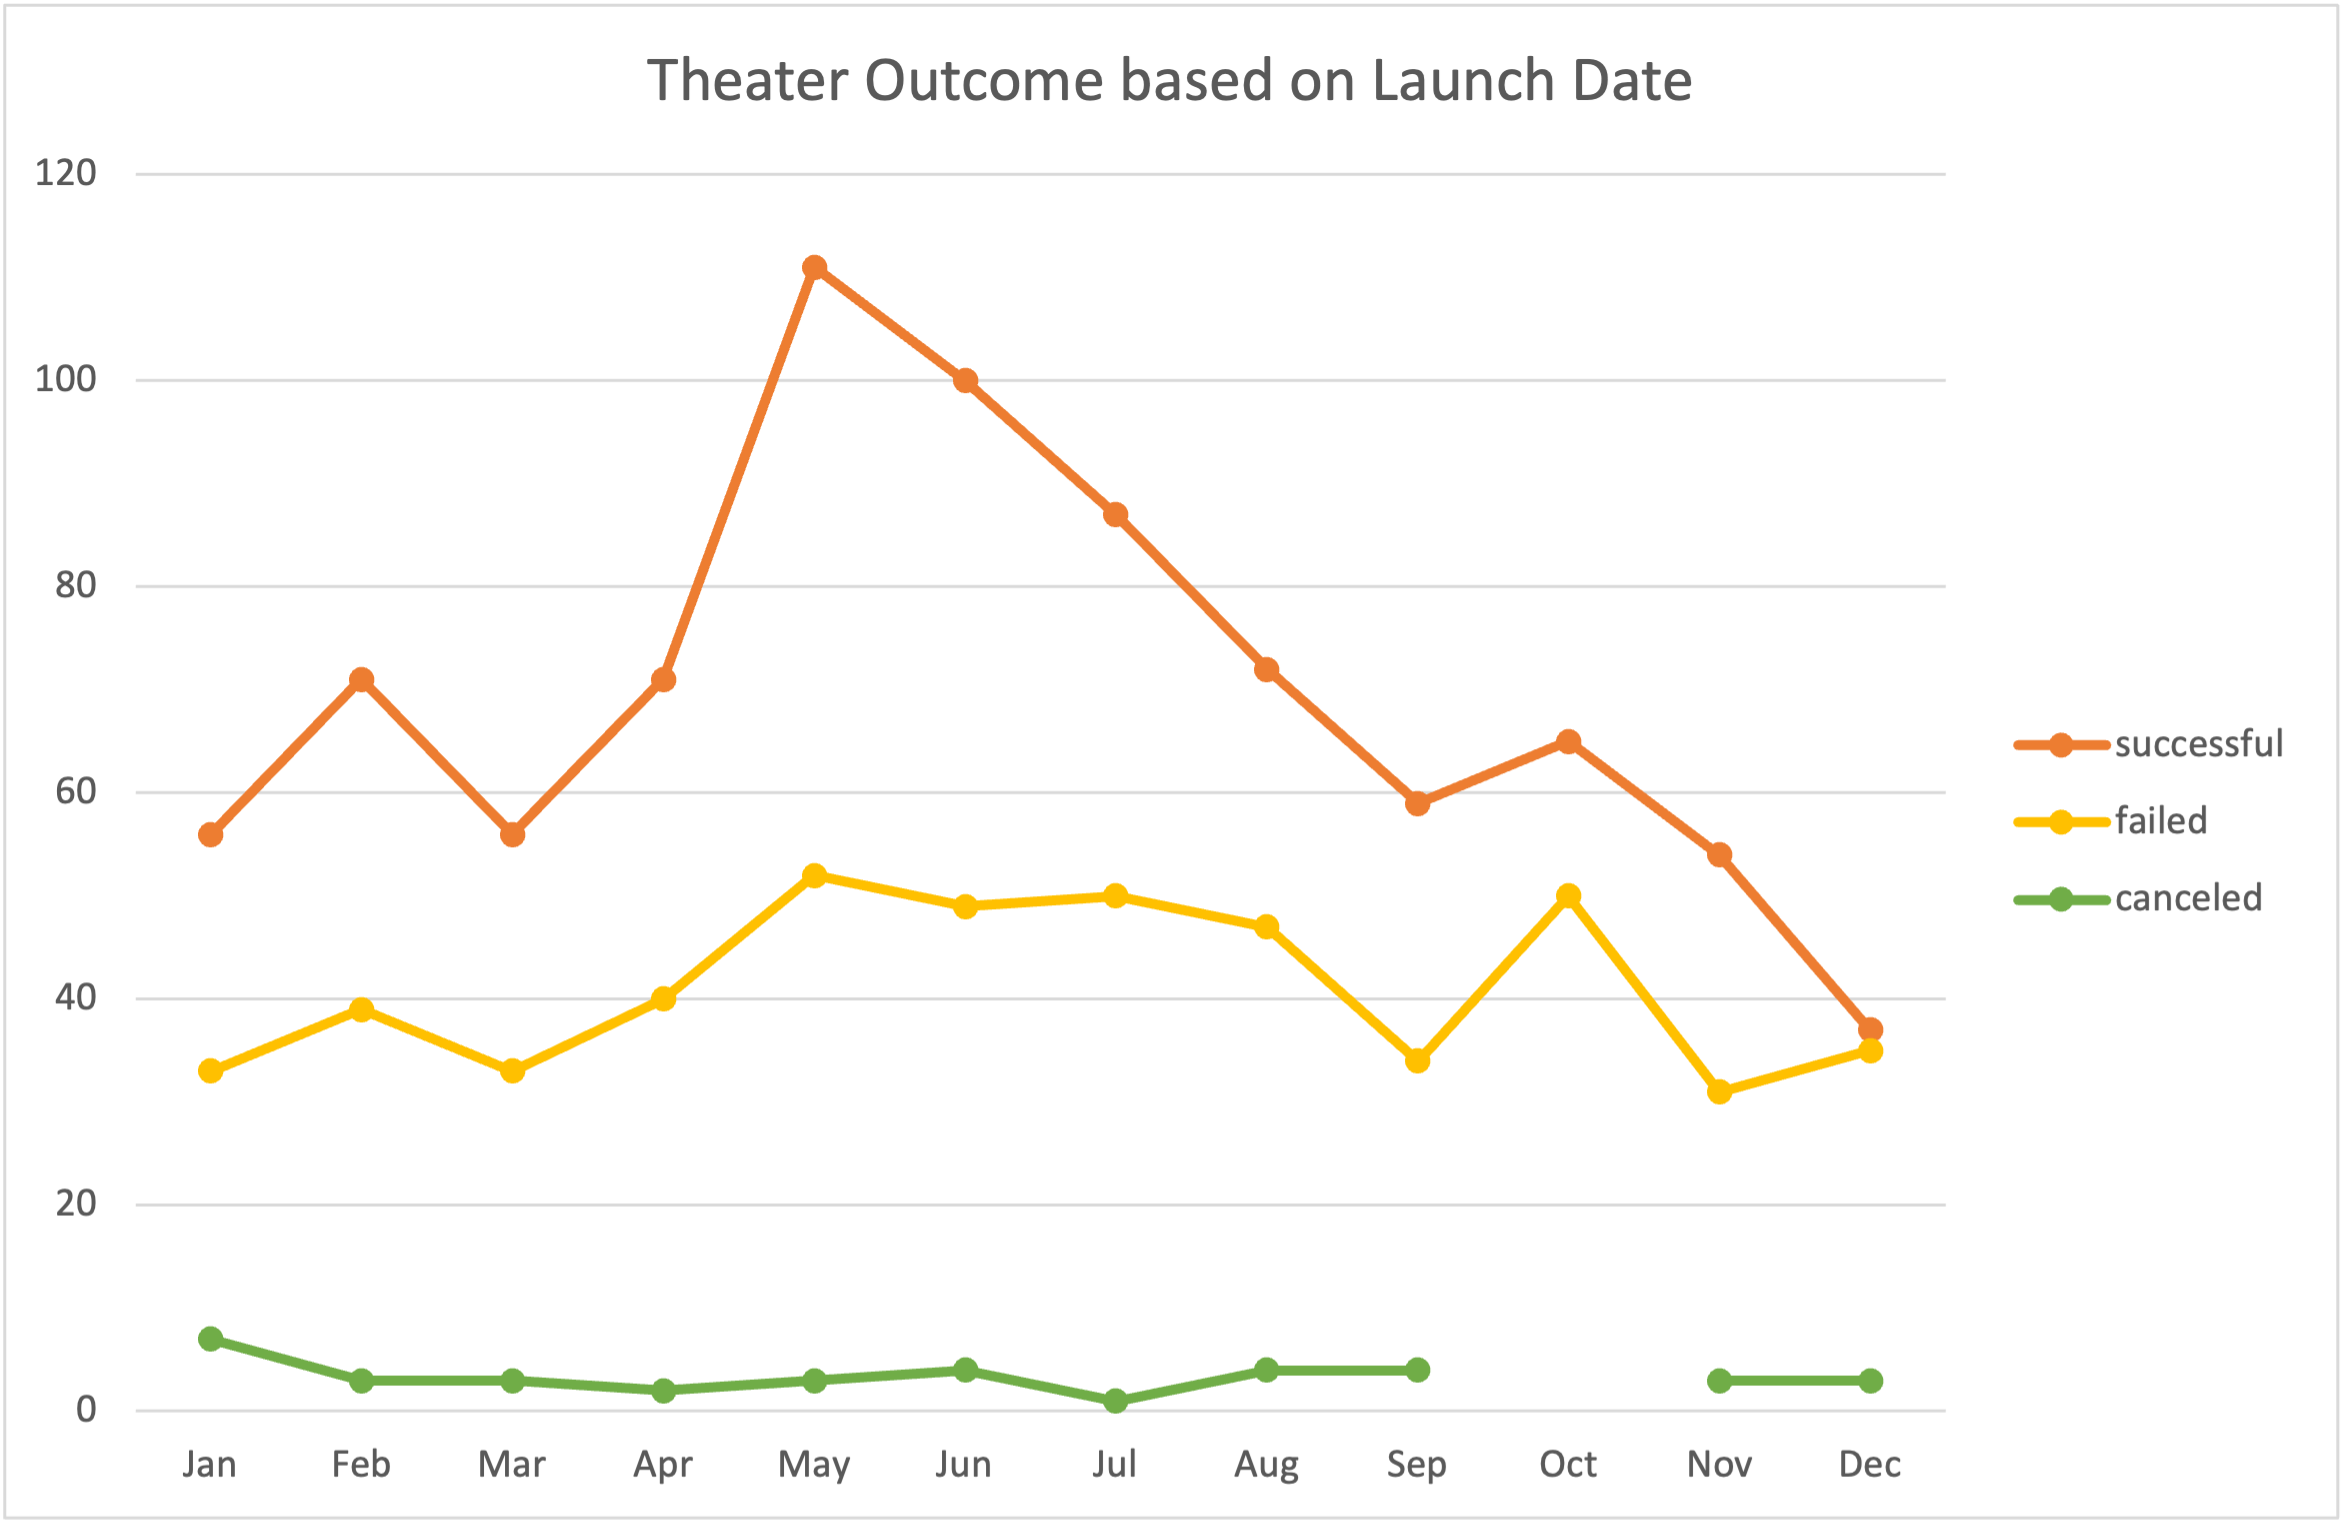 Theater Outcome based on Launch Date
120
100
80
60
40
20
0
Jan Feb Mar Apr May Jun Jul Aug Sep Oct Nov Dec
successful
failed
canceled